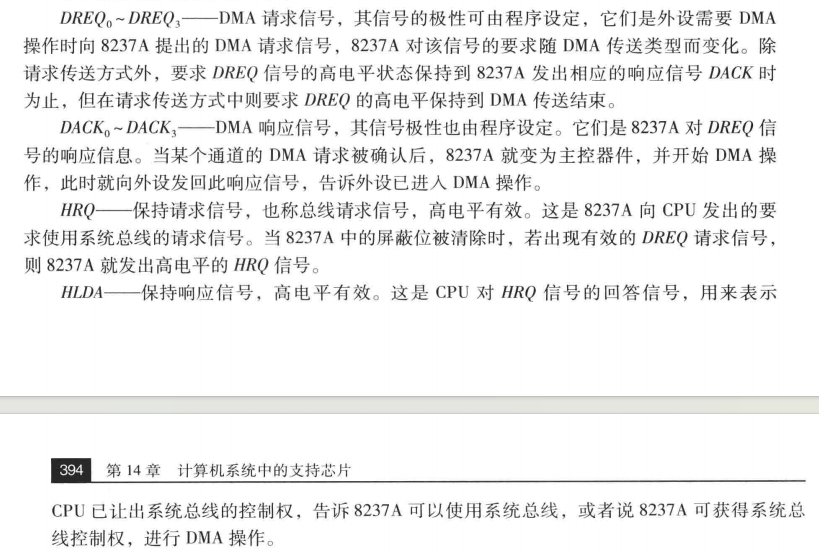 DREQ₀~DREQ₃——DMA 请求信号，其信号的极性可由程序设定，它们是外设需要 DMA
操作时向 8237A 提出的 DMA 请求信号，8237A 对该信号的要求随 DMA 传送类型而变化。除
请求传送方式外，要求 DREQ 信号的高电平状态保持到 8237A 发出相应的响应信号 DACK 时
为止，但在请求传送方式中则要求 DREQ 的高电平保持到 DMA 传送结束。
DACK₀~DACK₃——DMA 响应信号，其信号极性也由程序设定。它们是 8237A 对 DREQ 信
号的响应信息。当某个通道的 DMA 请求被确认后，8237A 就变为主控器件，并开始 DMA 操
作，此时就向外设发回此响应信号，告诉外设已进入 DMA 操作。
HRQ——保持请求信号，也称总线请求信号，高电平有效。这是 8237A 向 CPU 发出的要
求使用系统总线的请求信号。当 8237A 中的屏蔽位被清除时，若出现有效的 DREQ 请求信号，
则 8237A 就发出高电平的 HRQ 信号。
HLDA——保持响应信号，高电平有效。这是 CPU 对 HRQ 信号的回答信号，用来表示
394 第 14 章 计算机系统中的支持芯片
CPU 已让出系统总线的控制权，告诉 8237A 可以使用系统总线，或者说 8237A 可获得系统总
线控制权，进行 DMA 操作。